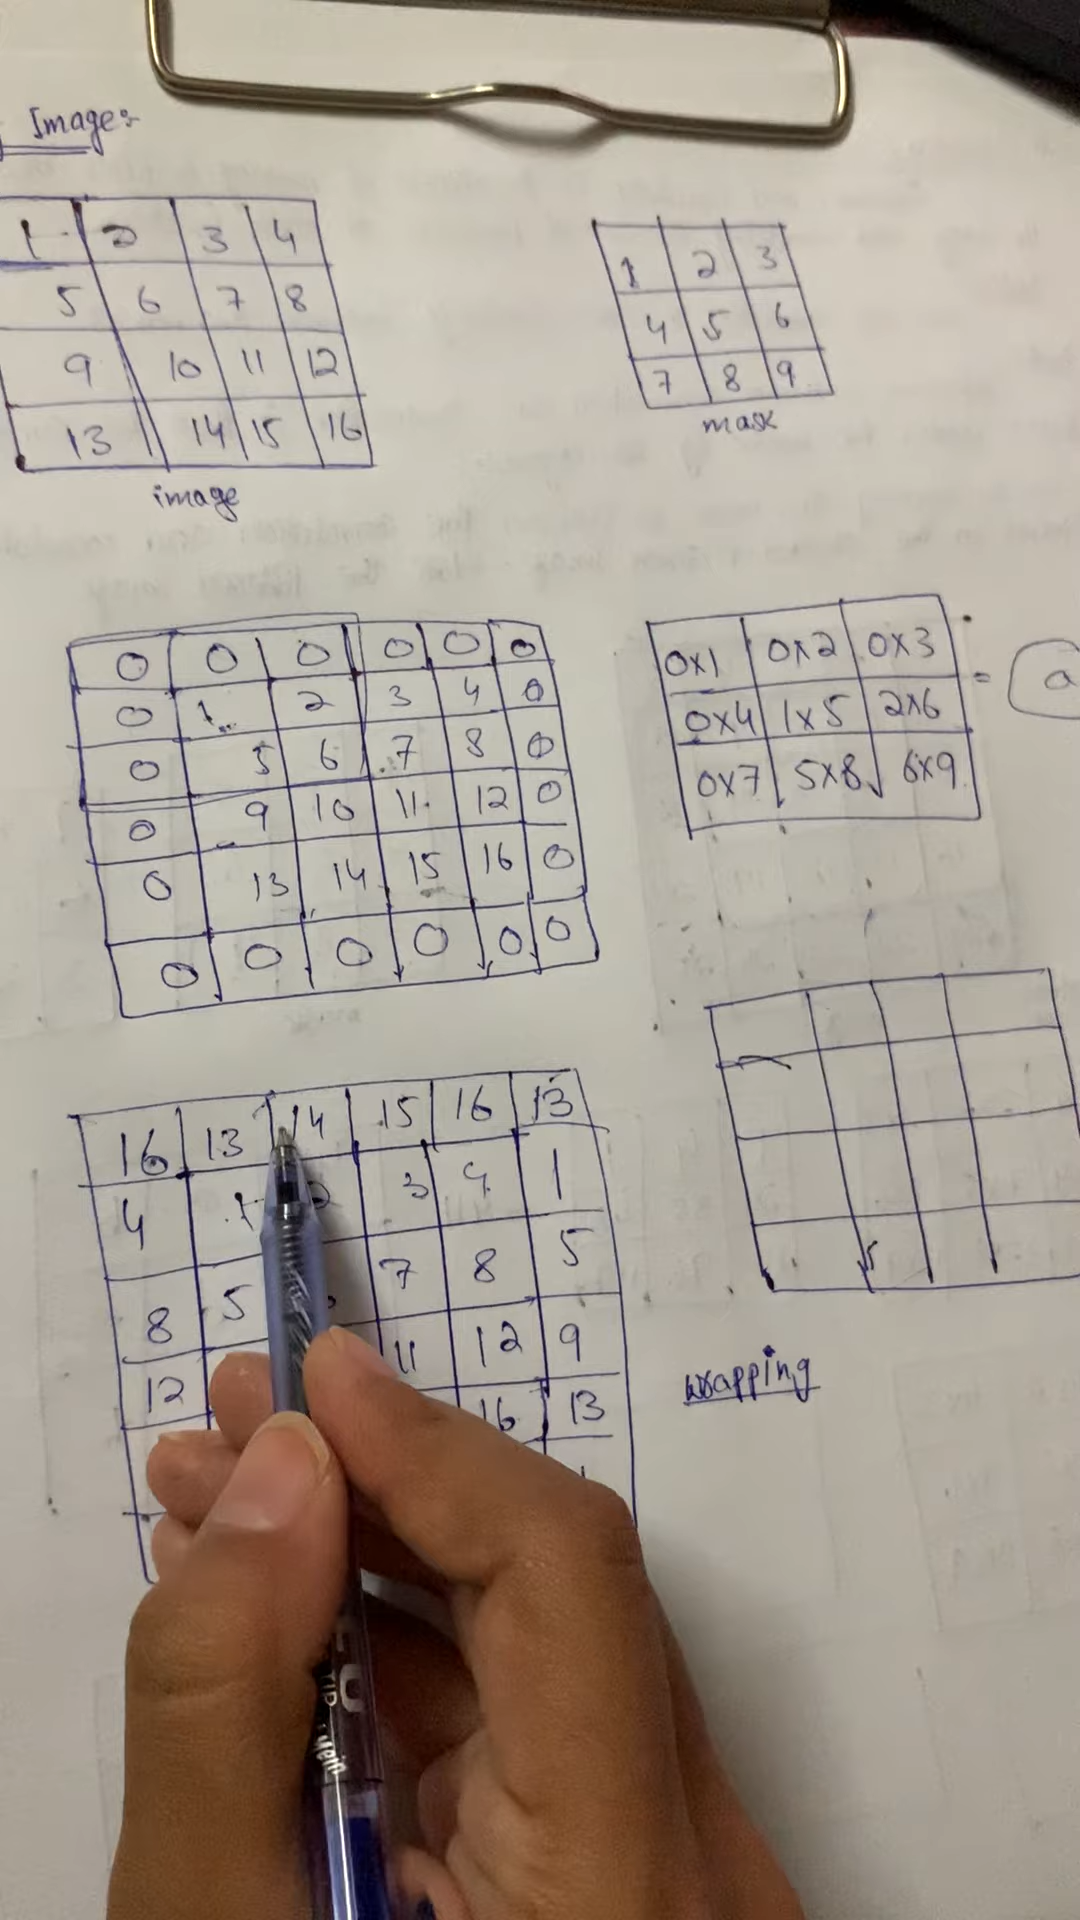 Image:-
1 2 3 4
5 6 7 8
9 10 11 12
13 14 15 16
image
1 2 3
4 5 6
7 8 9
mask
0 0 0 0 0 0
0 1 2 3 4 0
0 5 6 7 8 0
0 9 10 11 12 0
0 13 14 15 16 0
0 0 0 0 0 0
0x1 0x2 0x3
0x4 1x5 2x6
0x7 5x8 6x9
= a
16 13 14 15 16 13
4 1 2 3 4 1
8 5 7 8 5
12 11 12 9
16 13
wrapping